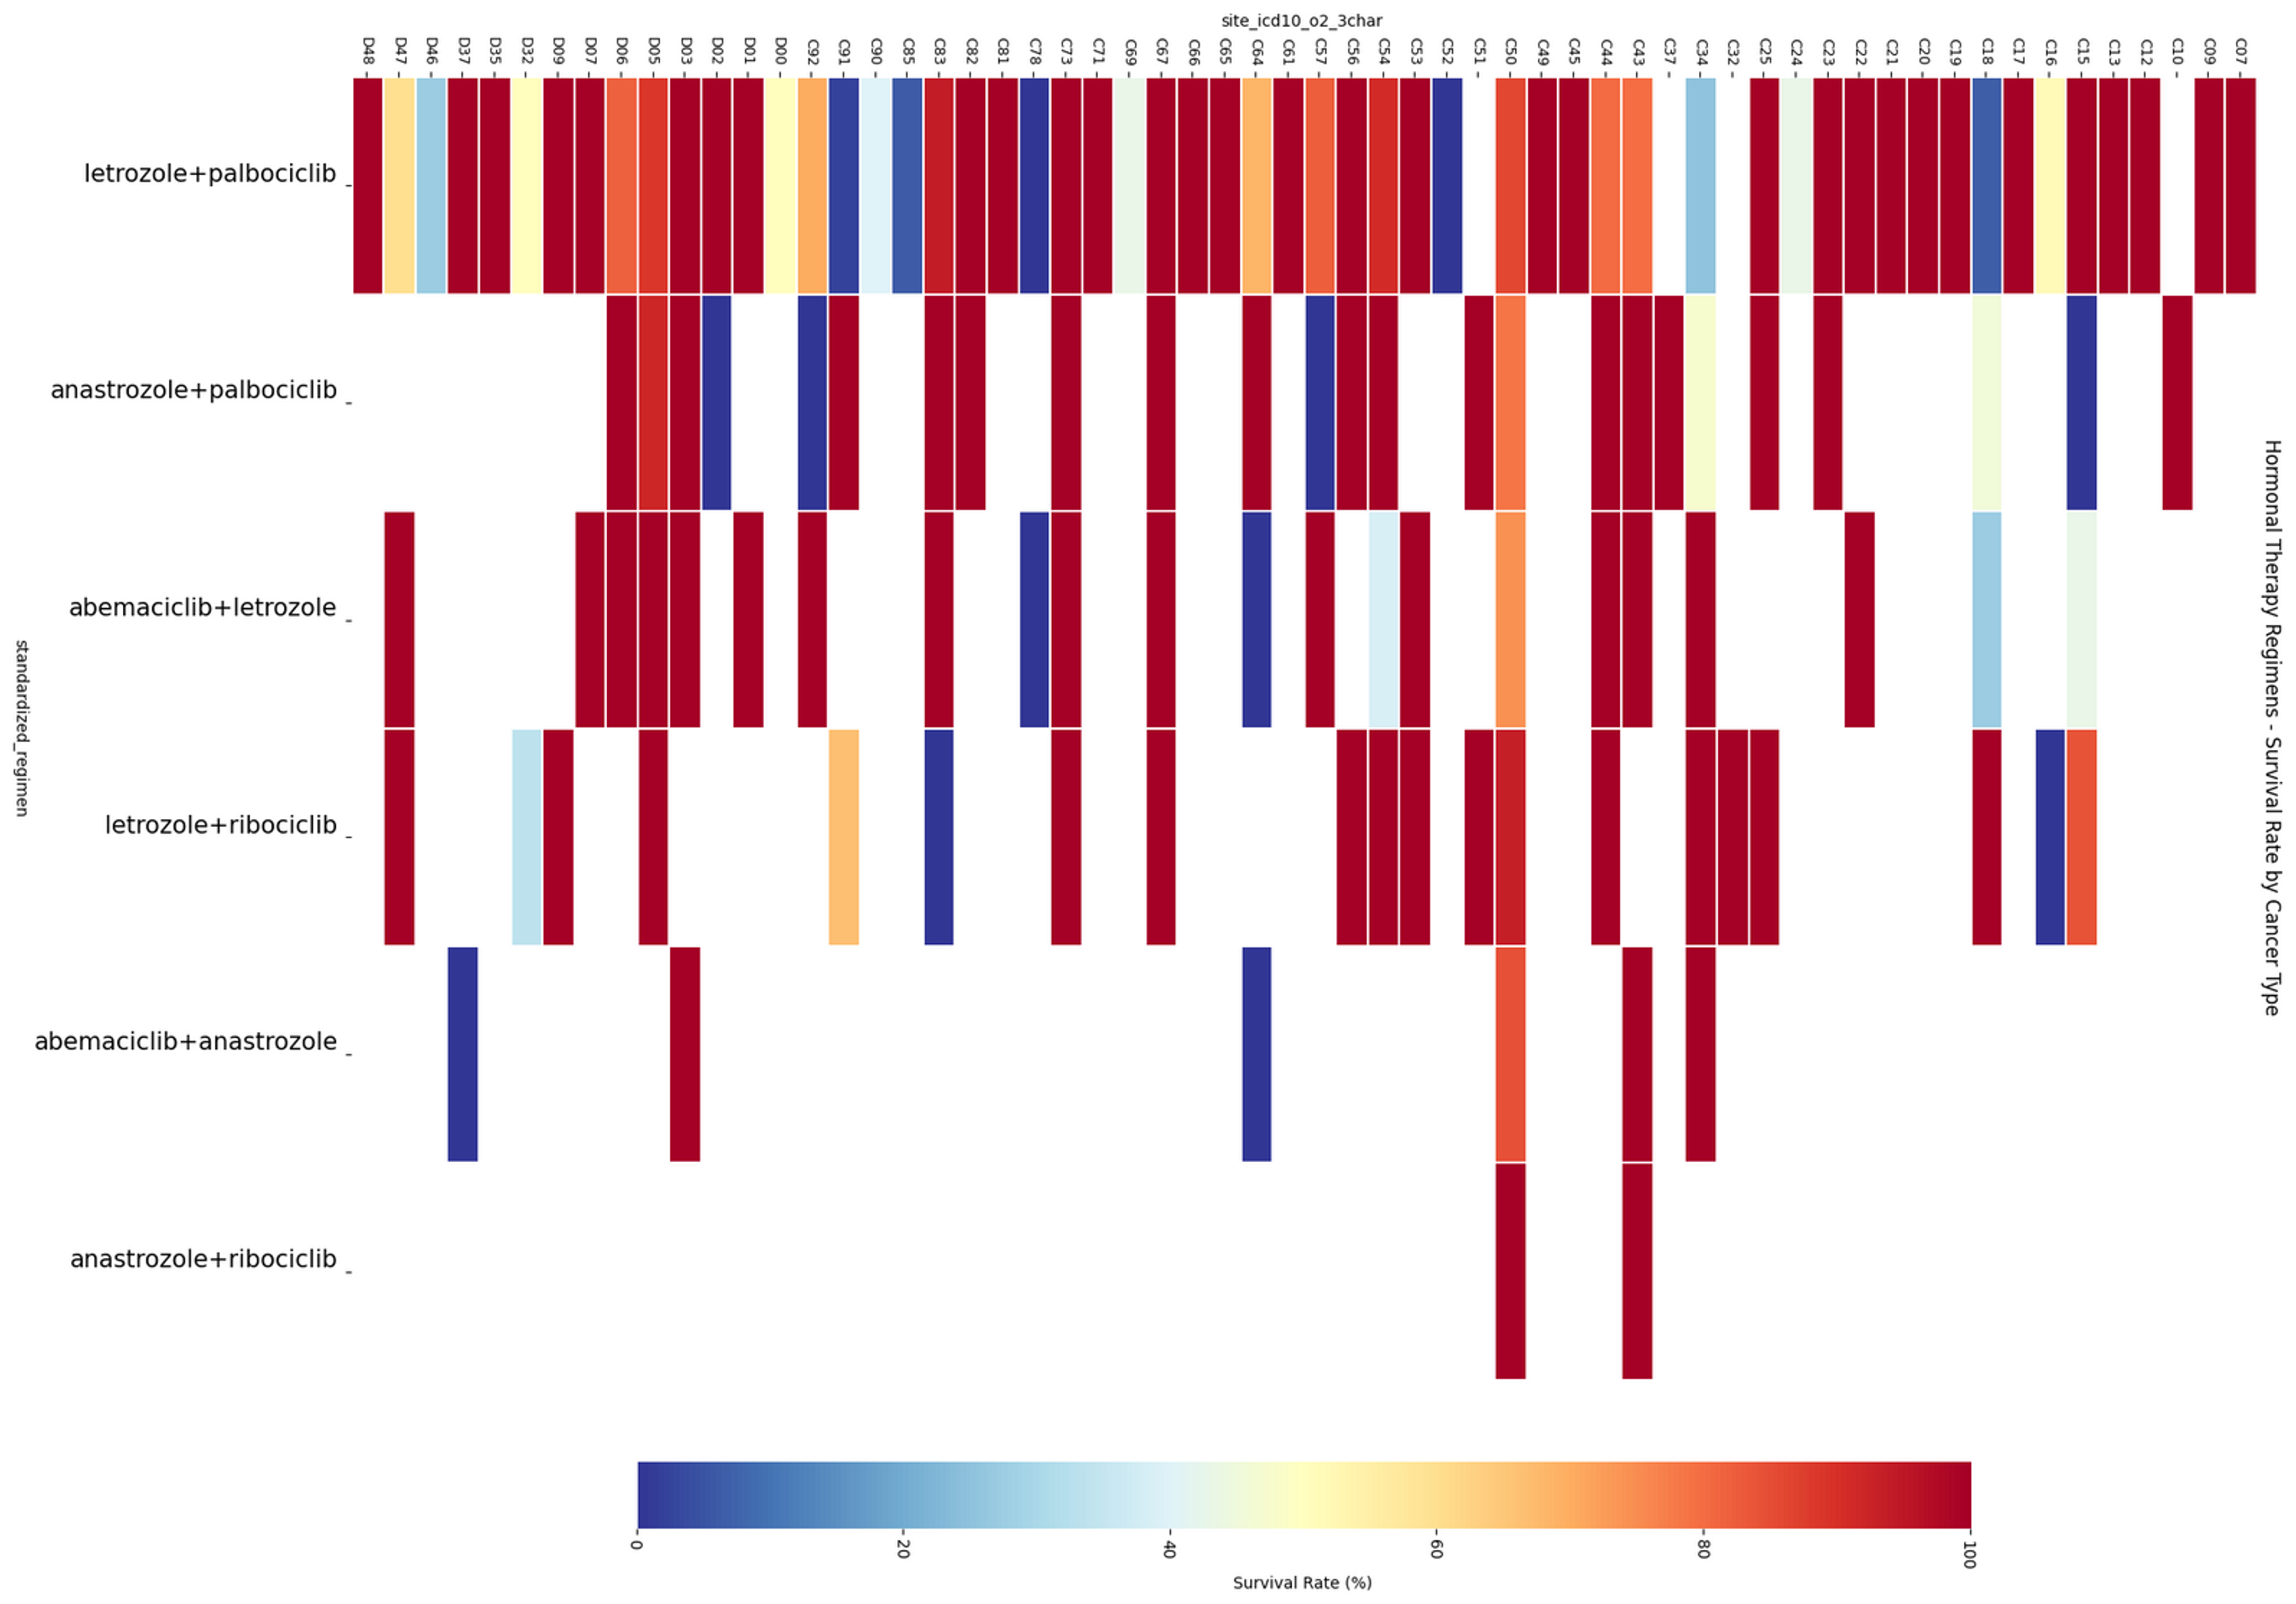 site_icd10_o2_3char
D48
D47
D46
D37
D35
D32
D09
D07
D06
D05
D03
D02
D01
D00
C92
C91
C90
C85
C83
C82
C81
C78
C73
C71
C69
C67
C66
C65
C64
C61
C57
C56
C54
C53
C52
C51
C50
C49
C45
C44
C43
C37
C34
C32
C25
C24
C23
C22
C21
C20
C19
C18
C17
C16
C15
C13
C12
C10
C09
C07
letrozole+palbociclib
anastrozole+palbociclib
abemaciclib+letrozole
letrozole+ribociclib
abemaciclib+anastrozole
anastrozole+ribociclib
standardized_regimen
Hormonal Therapy Regimens - Survival Rate by Cancer Type
0
20
40
60
80
100
Survival Rate (%)